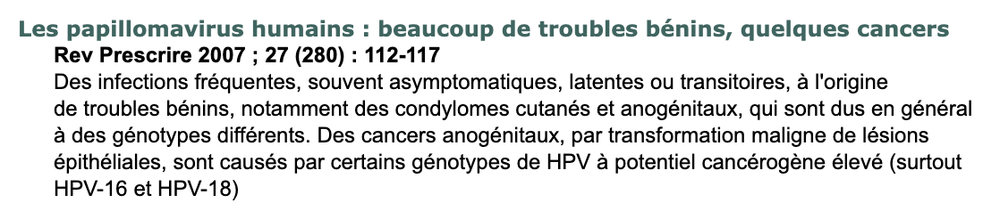 Les papillomavirus humains : beaucoup de troubles bénins, quelques cancers
Rev Prescrire 2007 ; 27 (280) : 112-117
Des infections fréquentes, souvent asymptomatiques, latentes ou transitoires, à l'origine
de troubles bénins, notamment des condylomes cutanés et anogénitaux, qui sont dus en général
à des génotypes différents. Des cancers anogénitaux, par transformation maligne de lésions
épithéliales, sont causés par certains génotypes de HPV à potentiel cancérogène élevé (surtout
HPV-16 et HPV-18)